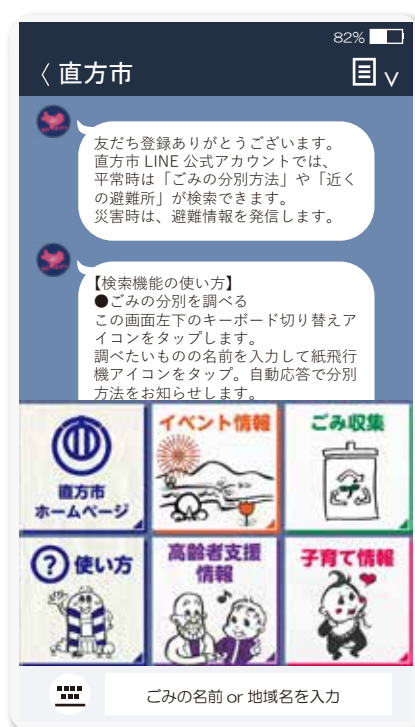 82%
〈 直方市
友だち登録ありがとうございます。
直方市 LINE 公式アカウントでは、
平常時は「ごみの分別方法」や「近く
の避難所」が検索できます。
災害時は、避難情報を発信します。
【検索機能の使い方】
●ごみの分別を調べる
この画面左下のキーボード切り替えア
イコンをタップします。
調べたいものの名前を入力して紙飛行
機アイコンをタップ。自動応答で分別
方法をお知らせします。
直方市
ホームページ
イベント情報
ごみ収集
? 使い方
高齢者支援
情報
子育て情報
ごみの名前 or 地域名を入力